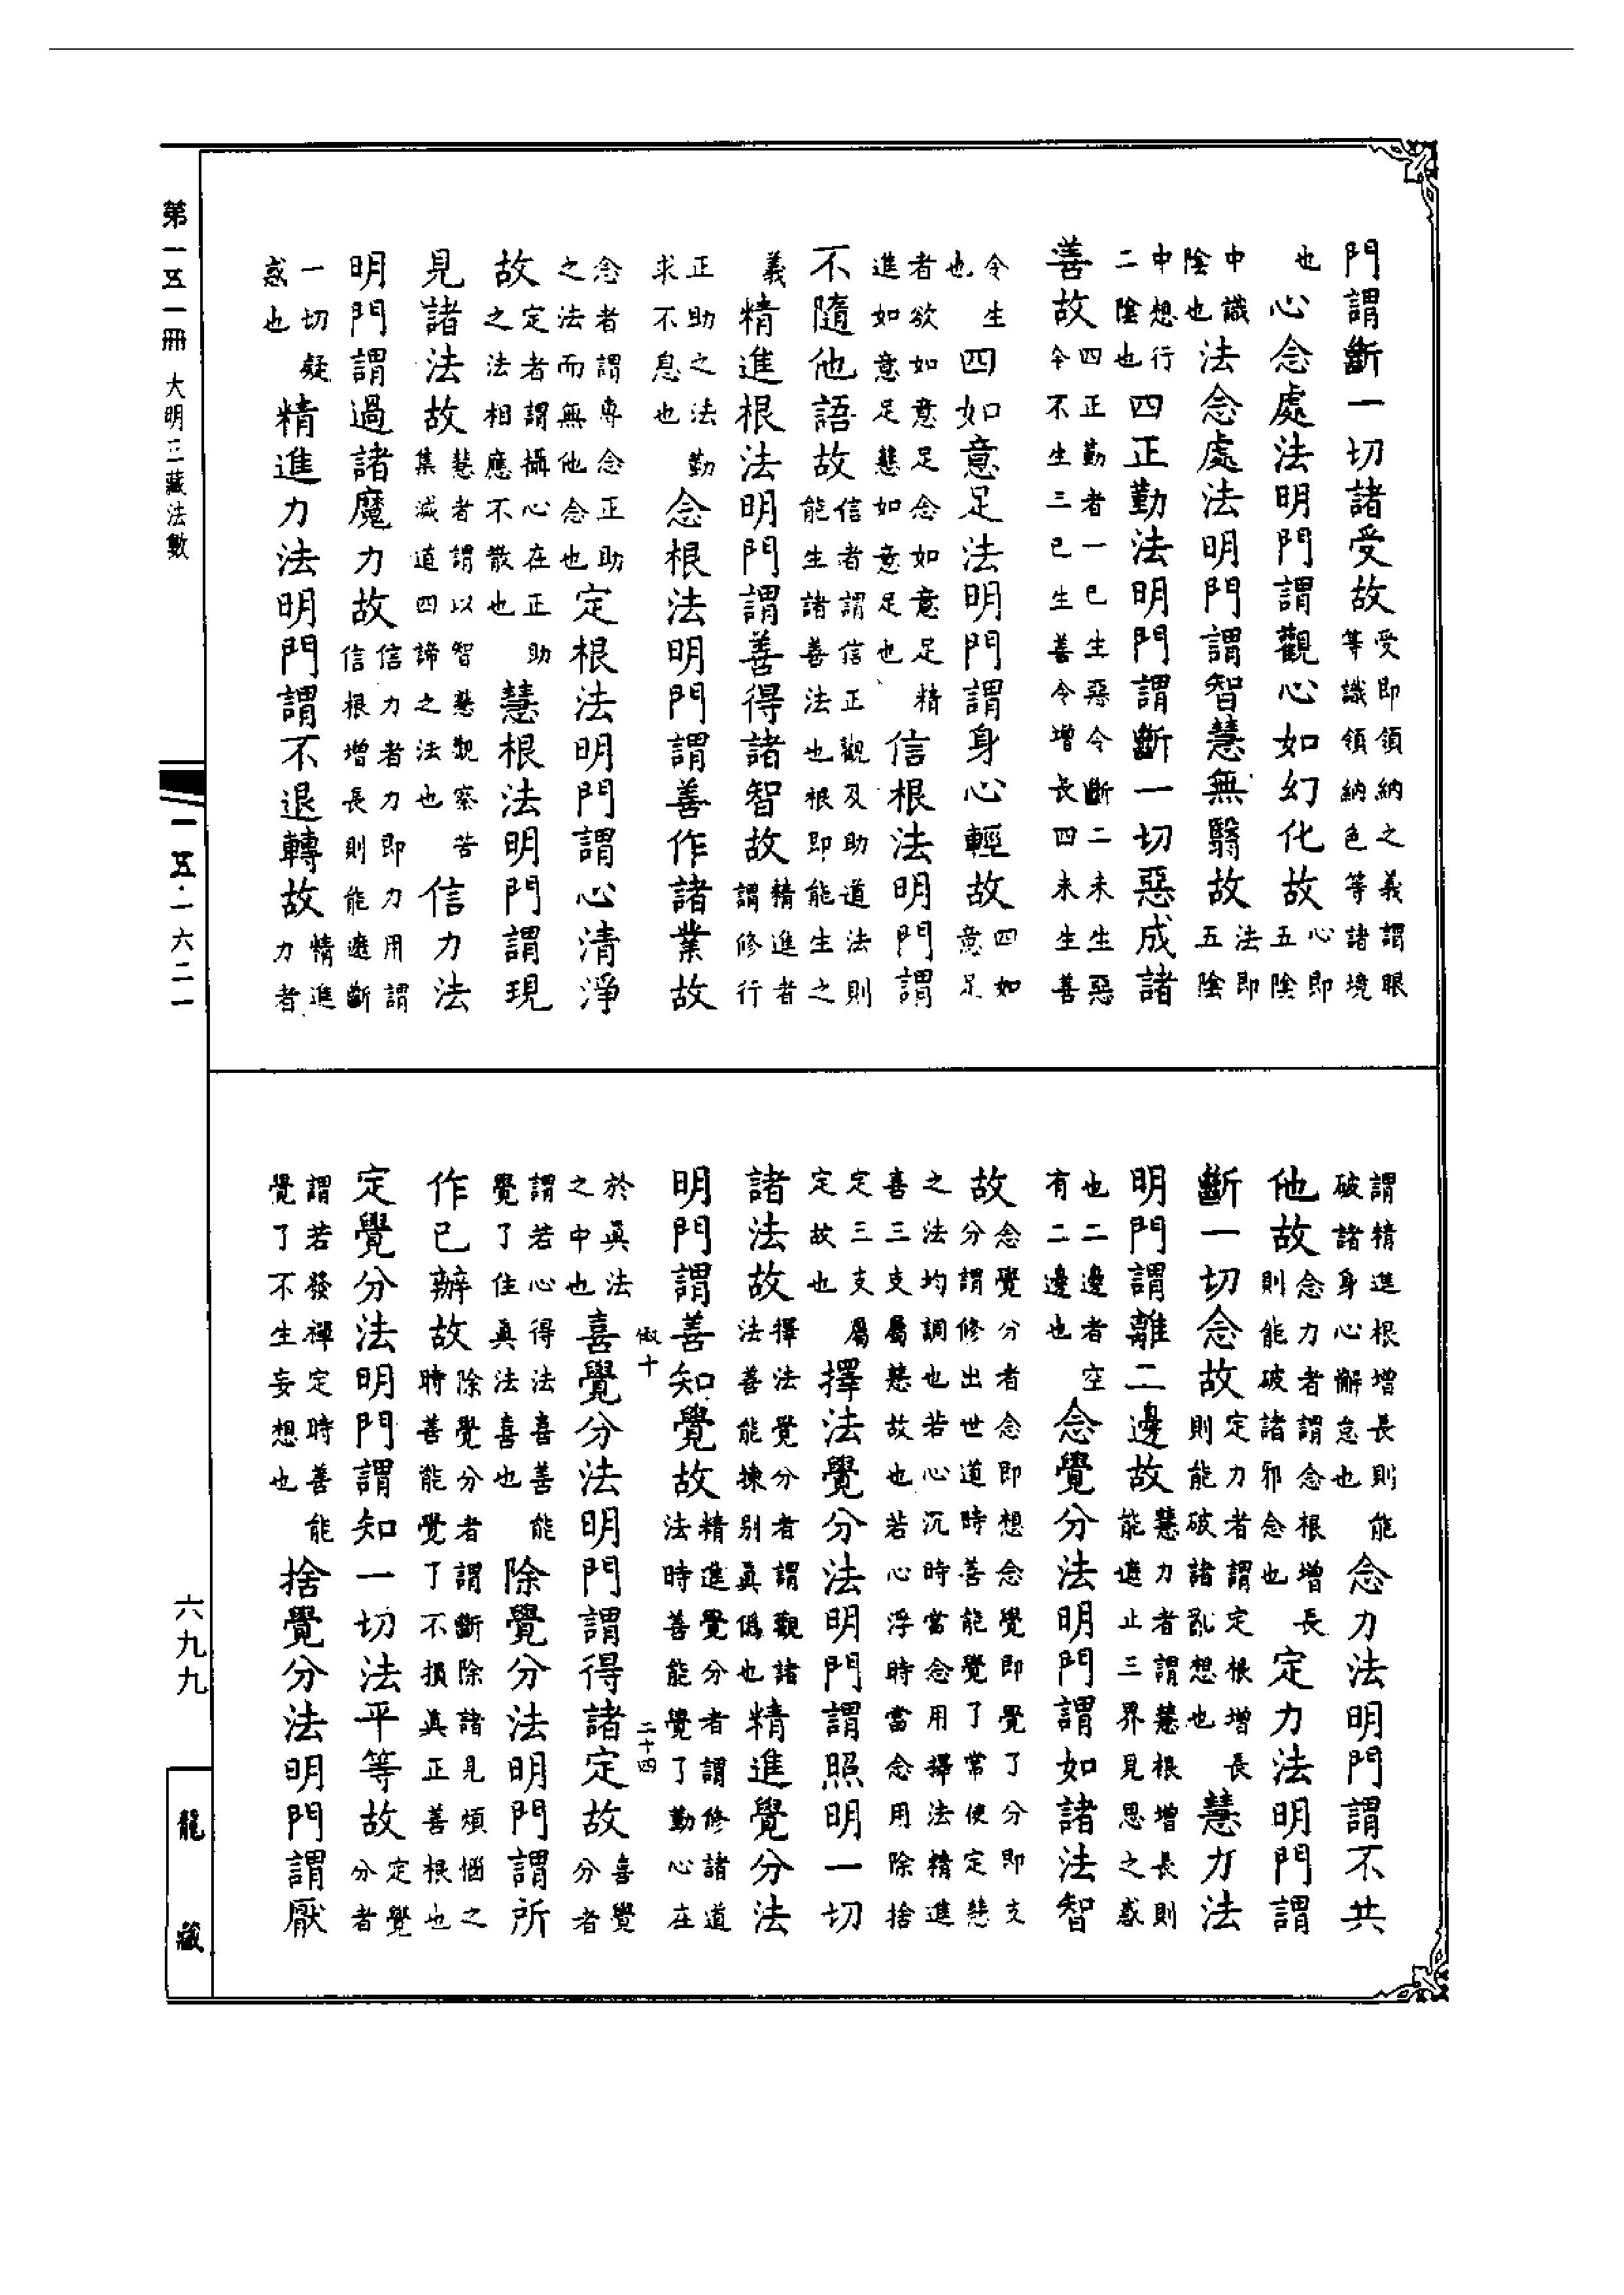 門謂斷一切諸受故受即領納之義謂眼等識領納色等諸境
也心念處法明門謂觀心如幻化故心即五陰
中識陰也法念處法明門謂智慧無翳故法即五陰
中想行二陰也四正勤法明門謂斷一切惡成諸
善故四正勤者一已生惡令斷二未生惡令不生三已生善令增長四未生善
令生也四如意足法明門謂身心輕故四如意足
者欲如意足念如意足精進如意足慧如意足也信根法明門謂
不隨他語故信者謂信正觀及助道法則能生諸善法也根即能生之
義精進根法明門謂善得諸智故精進者謂修行
正助之法勤求不息也念根法明門謂善作諸業故
念者謂專念正助之法而無他念也定根法明門謂心清淨
故定者謂攝心在正助之法相應不散也慧根法明門謂現
見諸法故慧者謂以智慧觀察苦集滅道四諦之法也信力法
明門謂過諸魔力故信力者力即力用謂信根增長則能遮斷
一切疑惑也精進力法明門謂不退轉故精進力者
謂精進根增長則能破諸身心懈怠也念力法明門謂不共
他故念力者謂念根增長則能破諸邪念也定力法明門謂
斷一切念故定力者謂定根增長則能破諸亂想也慧力法
明門謂離二邊故慧力者謂慧根增長則能遮止三界見思之惑
也二邊者空有二邊也念覺分法明門謂如諸法智
故念覺分者念即想念覺即覺了分即支分謂修出世道時善能覺了常使定慧
之法均調也若心沉時當念用擇法精進善三支屬慧故也若心浮時當念用除捨
定三支屬定故也擇法覺分法明門謂照明一切
諸法故擇法覺分者謂觀諸法善能揀別真偽也精進覺分法
明門謂善知覺故精進覺分者謂修諸道法時善能覺了勤心在
俶十 二十四
於真法之中也喜覺分法明門謂得諸定故喜覺分者
謂若心得法喜善能覺了住真法喜也除覺分法明門謂所
作已辦故除覺分者謂斷除諸見煩惱之時善能覺了不損真正善根也
定覺分法明門謂知一切法平等故定覺分者
謂若發禪定時善能覺了不生妄想也捨覺分法明門謂厭
第一五一冊 大明三藏法數
一五·一六二一
六九九
龍藏